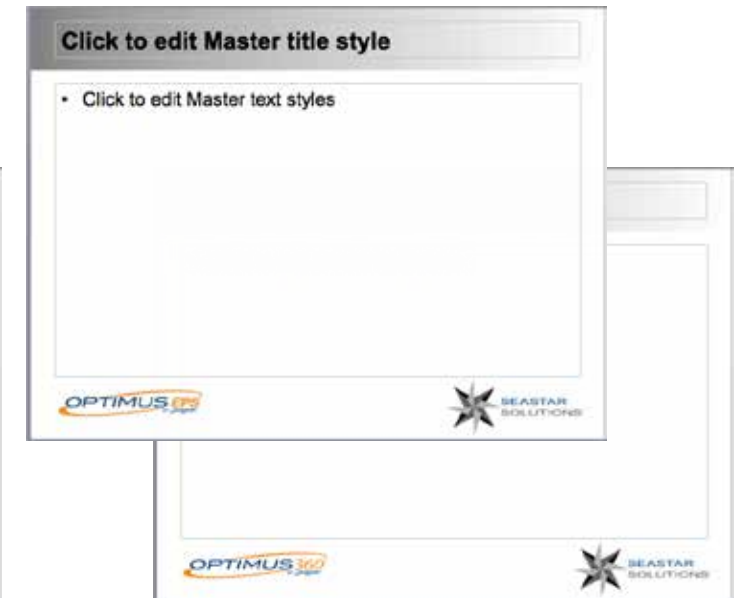 Click to edit Master title style
• Click to edit Master text styles
OPTIMUS EPS
SEASTAR
SOLUTIONS
OPTIMUS 360
SEASTAR
SOLUTIONS